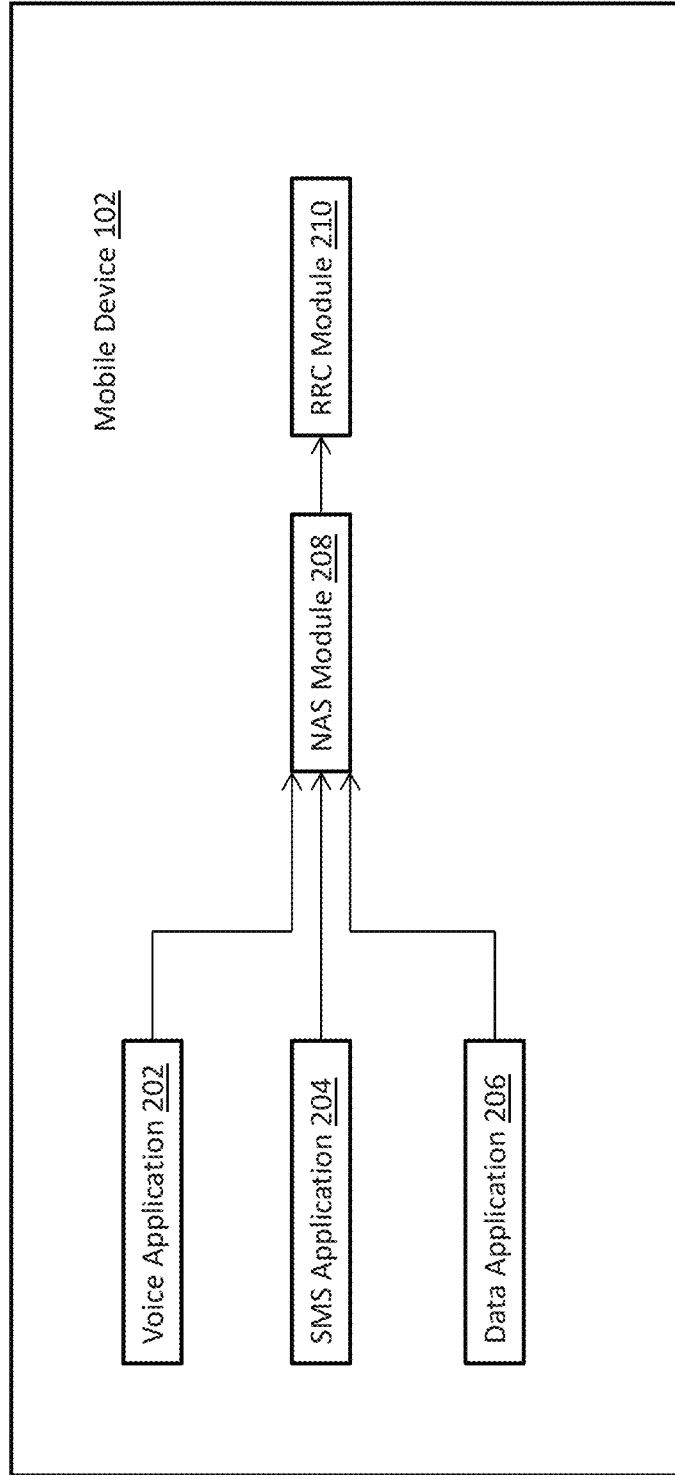 Mobile Device 102
Voice Application 202
SMS Application 204
Data Application 206
NAS Module 208
RRC Module 210